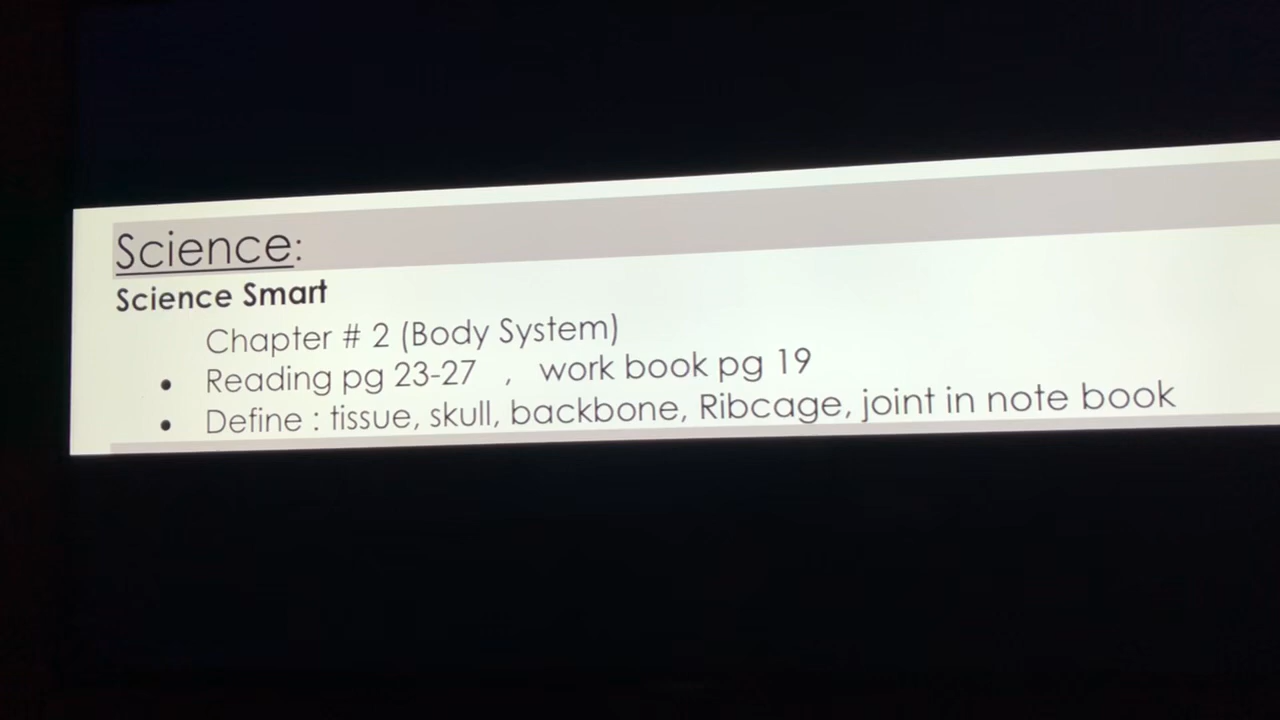 Science:
Science Smart
Chapter # 2 (Body System)
• Reading pg 23-27 , work book pg 19
• Define : tissue, skull, backbone, Ribcage, joint in note book